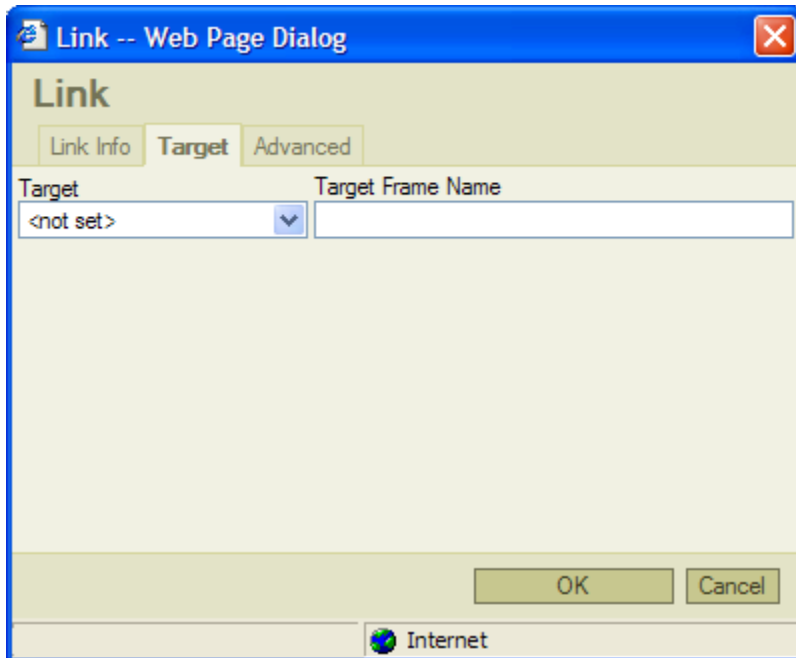 Link -- Web Page Dialog
Link
Link Info Target Advanced
Target Target Frame Name
<not set>
OK Cancel
Internet